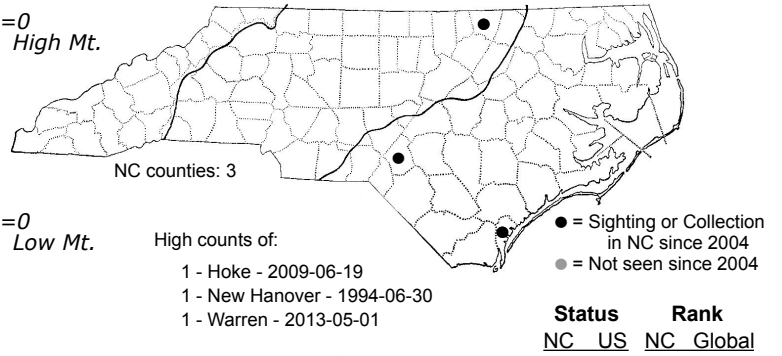 =0
High Mt.
NC counties: 3
=0
Low Mt.
High counts of:
1 - Hoke - 2009-06-19
1 - New Hanover - 1994-06-30
1 - Warren - 2013-05-01
= Sighting or Collection
in NC since 2004
= Not seen since 2004
Status Rank
NC US NC Global